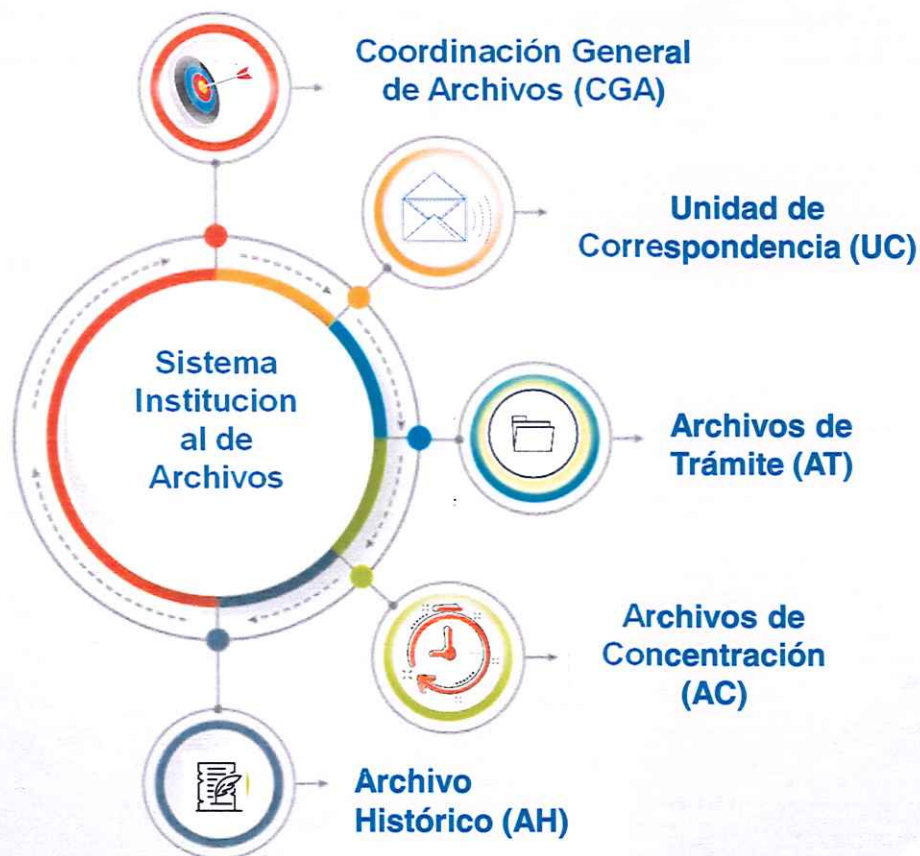 Coordinación General
de Archivos (CGA)
Unidad de
Correspondencia (UC)
Sistema
Institucion
al de
Archivos
Archivos de
Trámite (AT)
Archivos de
Concentración
(AC)
Archivo
Histórico (AH)